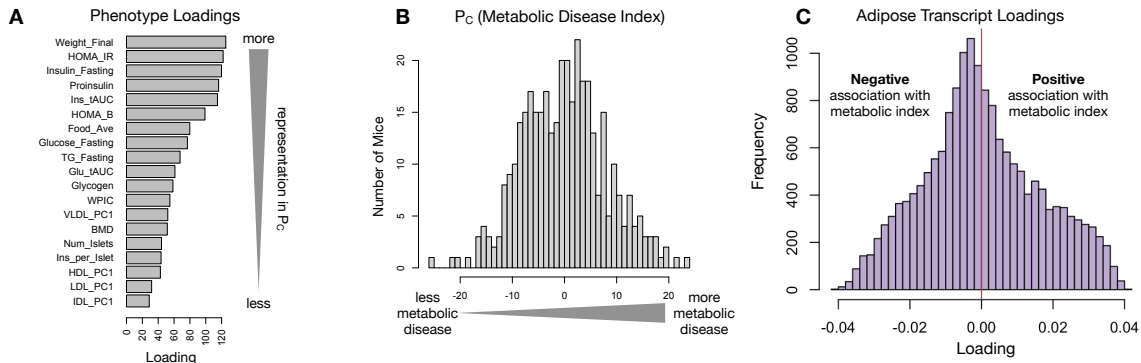 A
Phenotype Loadings
Weight_Final
HOMA_IR
Insulin_Fasting
Proinsulin
Ins_tAUC
HOMA_B
Food_Ave
Glucose_Fasting
TG_Fasting
Glu_tAUC
Glycogen
WPIC
VLDL_PC1
BMD
Num_Islets
Ins_per_Islet
HDL_PC1
LDL_PC1
IDL_PC1
0 20 40 60 80 100 120
Loading
more
representation in PC
less
B
PC (Metabolic Disease Index)
Number of Mice
20
15
10
5
0
-20 -10 0 10 20
less
metabolic
disease
more
metabolic
disease
C
Adipose Transcript Loadings
Frequency
1000
800
600
400
200
0
Negative
association with
metabolic index
Positive
association with
metabolic index
-0.04 -0.02 0.00 0.02 0.04
Loading